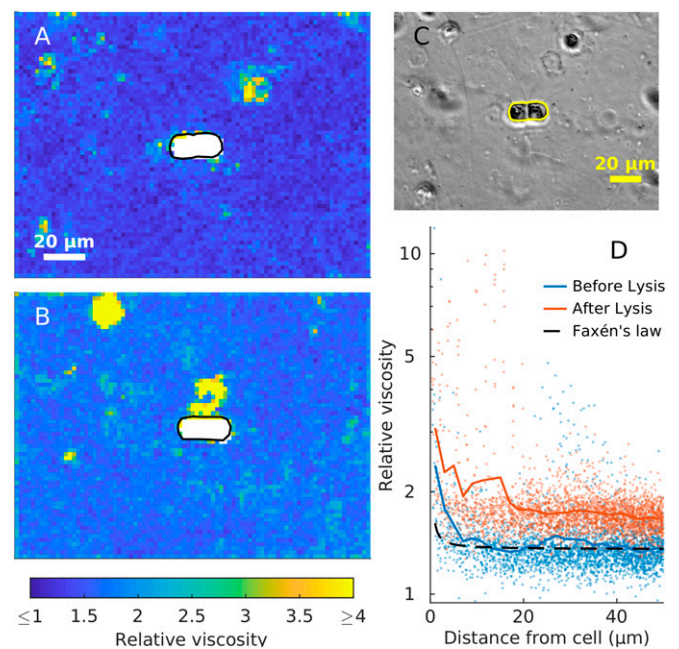 A
20 µm
B
≤1 1.5 2 2.5 3 3.5 ≥4
Relative viscosity
C
20 µm
D
10
5
2
1
Relative viscosity
Before Lysis
After Lysis
Faxén's law
0 20 40
Distance from cell (µm)